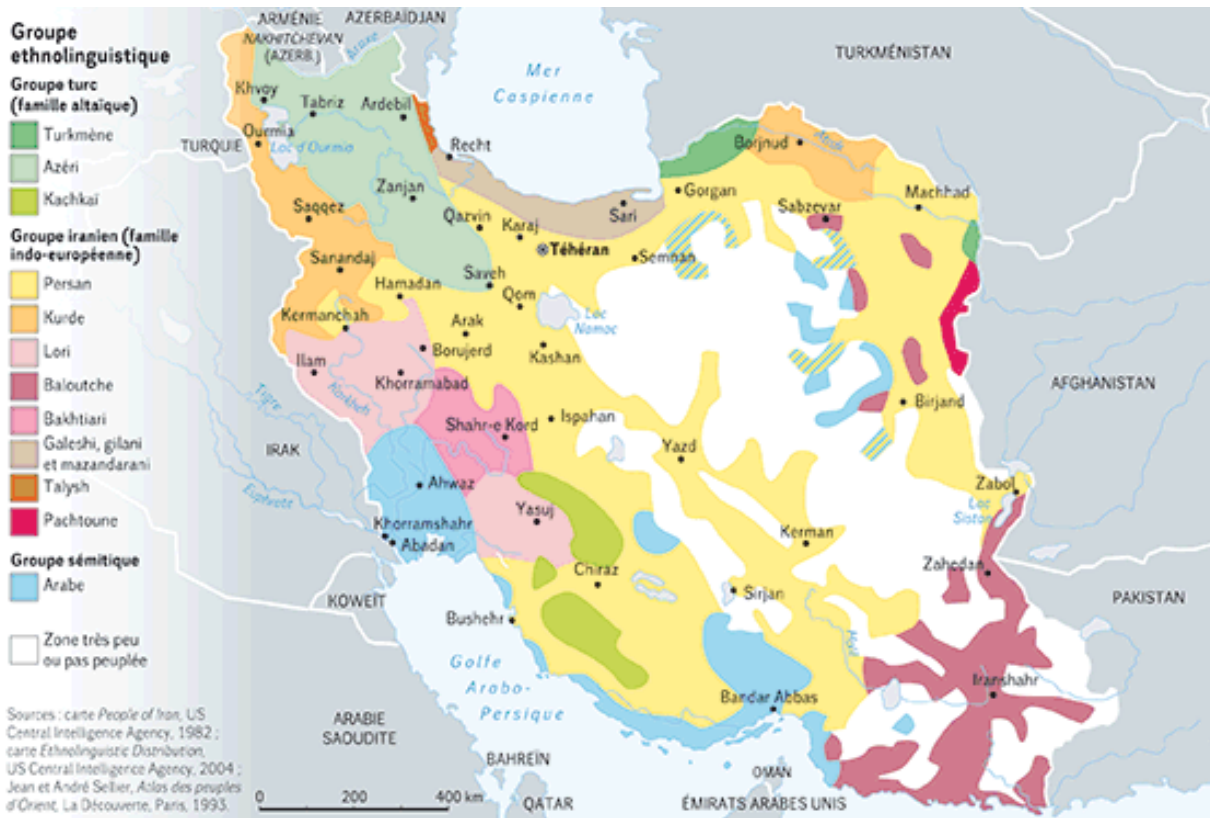 Groupe
ethnolinguistique
Groupe turc
(famille altaïque)
Turkmène
Azéri
Kachkaï
Groupe iranien (famille
indo-européenne)
Persan
Kurde
Lori
Baloutche
Bakhtiari
Galeshi, gilani
et mazandarani
Talysh
Pachtoune
Groupe sémitique
Arabe
Zone très peu
ou pas peuplée
Sources : carte People of Iran, US
Central Intelligence Agency, 1982 ;
carte Ethnolinguistic Distribution,
US Central Intelligence Agency, 2004 ;
Jean et André Sellier, Atlas des peuples
d'Orient, La Découverte, Paris, 1993.
0 200 400 km
ARMÉNIE
AZERBAÏDJAN
NAKHITCHEVAN
(AZERB.)
Araxe
TURKMÉNISTAN
Mer
Caspienne
Khvoy
Tabriz
Ardebil
Ourmia
TURQUIE
Lac d'Ourmia
Recht
Borjnud
Atrak
Zanjan
Gorgan
Machhad
Saqqez
Qazvin
Karaj
Sari
Sabzevar
Téhéran
Semnan
Sanandaj
Saveh
Hamadan
Qom
Kermanchah
Lac
Namac
Arak
Borujerd
Kashan
Ilam
Khorramabad
AFGHANISTAN
Karkheh
Birjand
Tigre
Shahr-e Kord
Ispahan
IRAK
Yazd
Ahwaz
Zabol
Euphrate
Yasuj
Lac
Sistan
Khorramshahr
Abadan
Kerman
Zahedan
Chiraz
Sirjan
KOWEIT
PAKISTAN
Bushehr
Golfe
Arabo-
Persique
Iranshahr
Bandar Abbas
ARABIE
SAOUDITE
BAHREÏN
OMAN
QATAR
ÉMIRATS ARABES UNIS